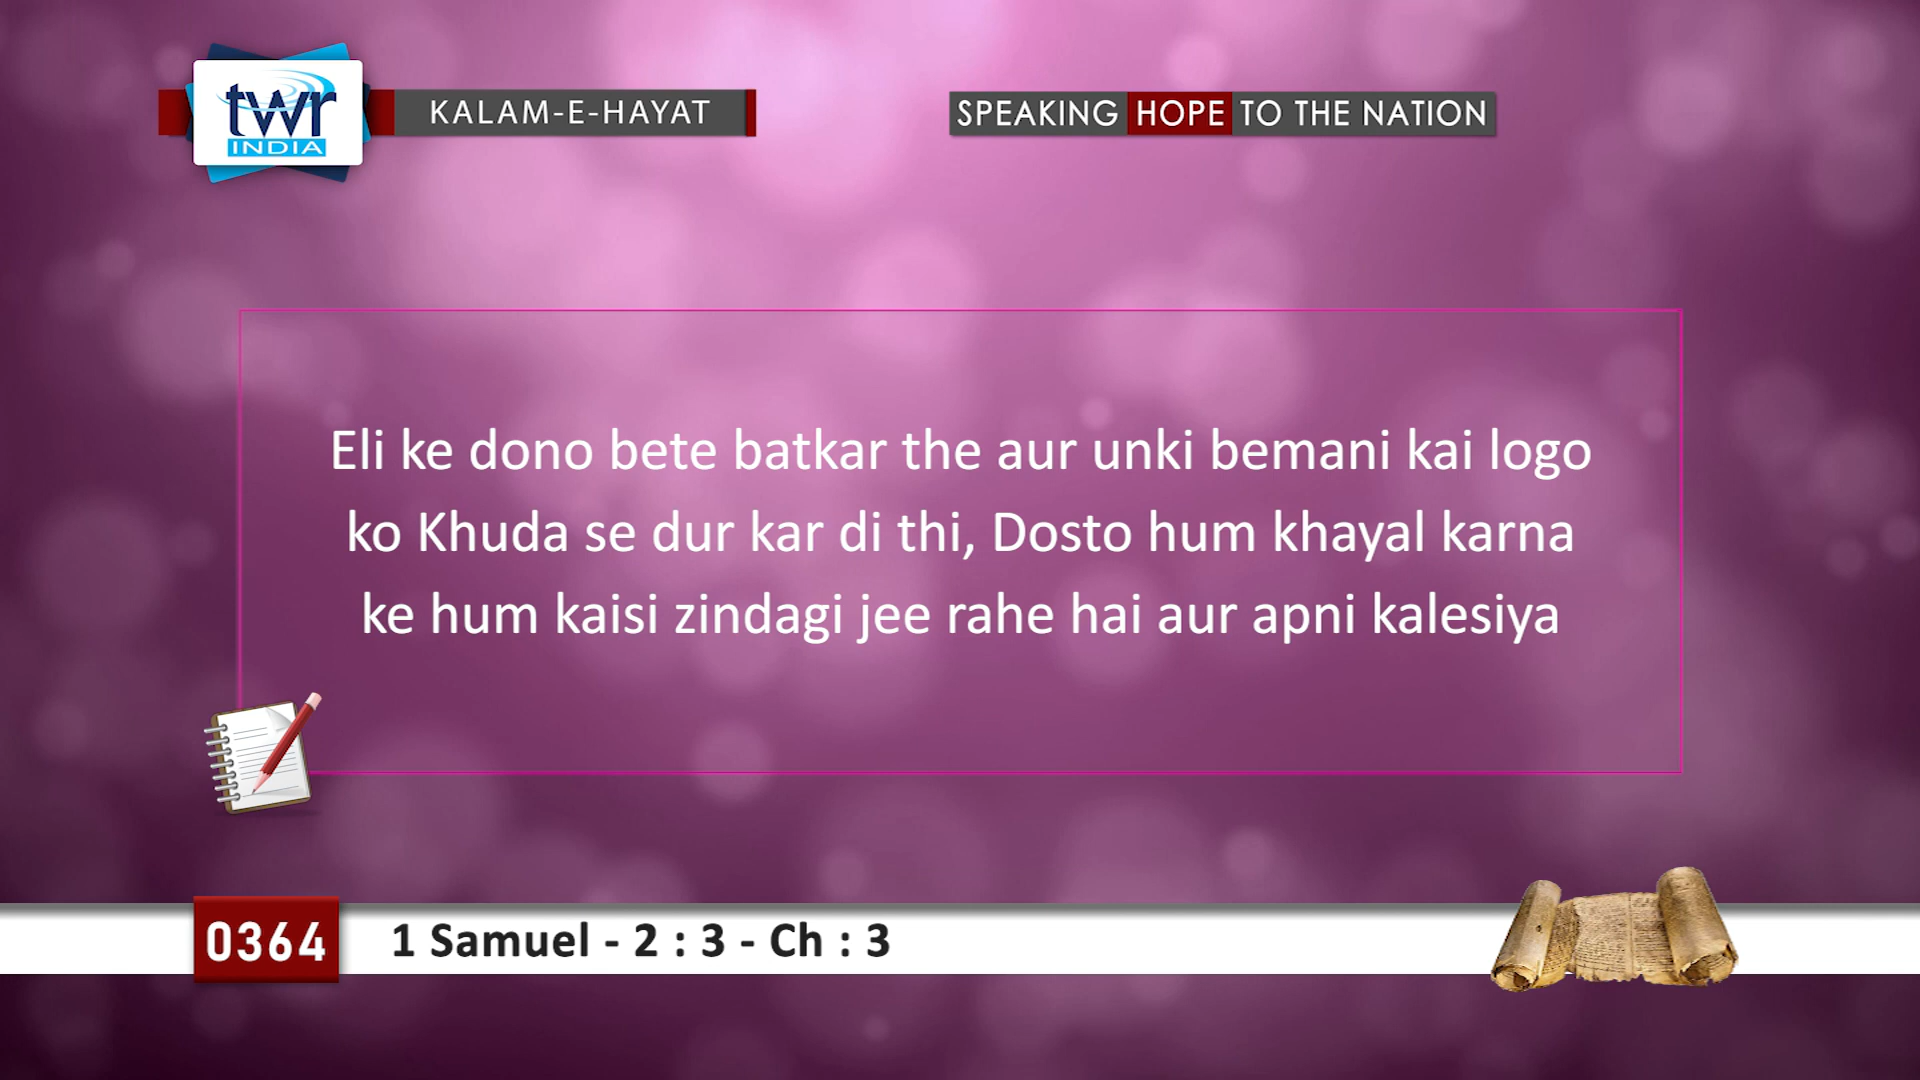 twr
INDIA
KALAM-E-HAYAT
SPEAKING HOPE TO THE NATION
Eli ke dono bete batkar the aur unki bemani kai logo
ko Khuda se dur kar di thi, Dosto hum khayal karna
ke hum kaisi zindagi jee rahe hai aur apni kalesiya
0364
1 Samuel - 2 : 3 - Ch : 3